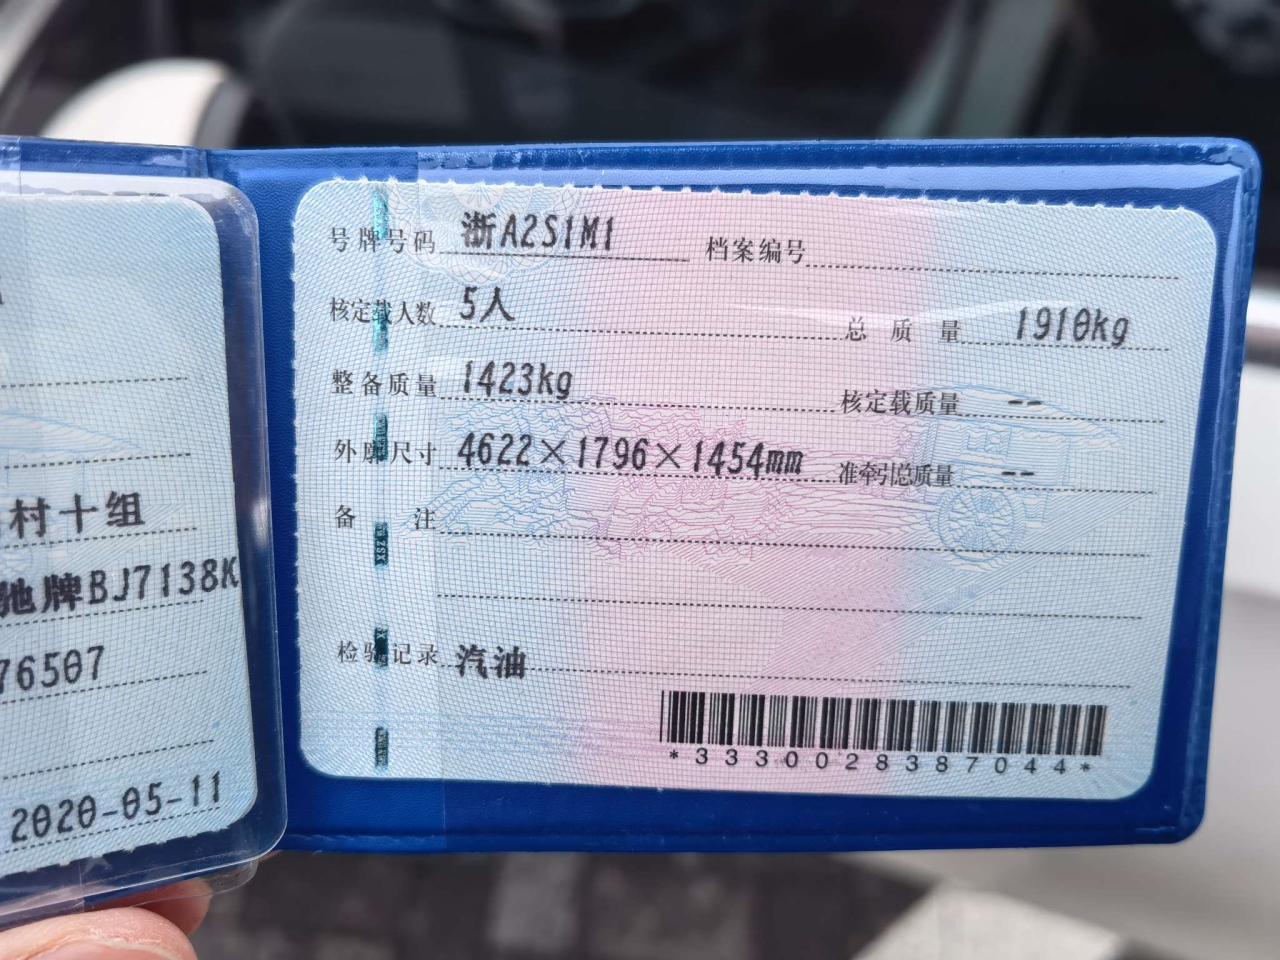 村十组
驰牌BJ7138K
76507
2020-05-11
号牌号码 浙A2S1M1 档案编号
核定载人数 5人 总质量 1910kg
整备质量 1423kg 核定载质量 --
外廓尺寸 4622×1796×1454mm 准牵引总质量 --
备注
检验记录 汽油
*3330028387044*